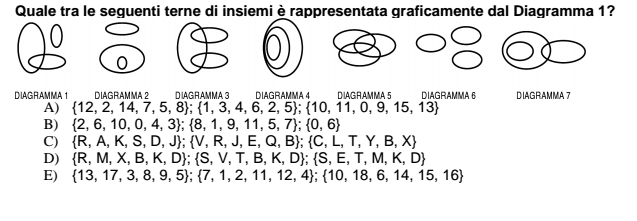 Quale tra le seguenti terne di insiemi è rappresentata graficamente dal Diagramma 1?
DIAGRAMMA 1 DIAGRAMMA 2 DIAGRAMMA 3 DIAGRAMMA 4 DIAGRAMMA 5 DIAGRAMMA 6 DIAGRAMMA 7
A) {12, 2, 14, 7, 5, 8}; {1, 3, 4, 6, 2, 5}; {10, 11, 0, 9, 15, 13}
B) {2, 6, 10, 0, 4, 3}; {8, 1, 9, 11, 5, 7}; {0, 6}
C) {R, A, K, S, D, J}; {V, R, J, E, Q, B}; {C, L, T, Y, B, X}
D) {R, M, X, B, K, D}; {S, V, T, B, K, D}; {S, E, T, M, K, D}
E) {13, 17, 3, 8, 9, 5}; {7, 1, 2, 11, 12, 4}; {10, 18, 6, 14, 15, 16}